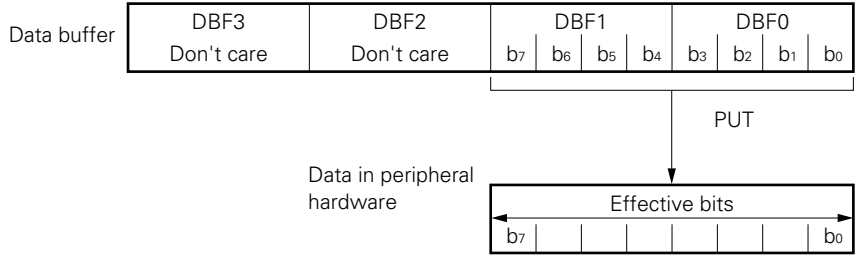 DBF3 DBF2 DBF1 DBF0
Data buffer
Don't care Don't care b7 b6 b5 b4 b3 b2 b1 b0
PUT
Data in peripheral
hardware
Effective bits
b7 b0